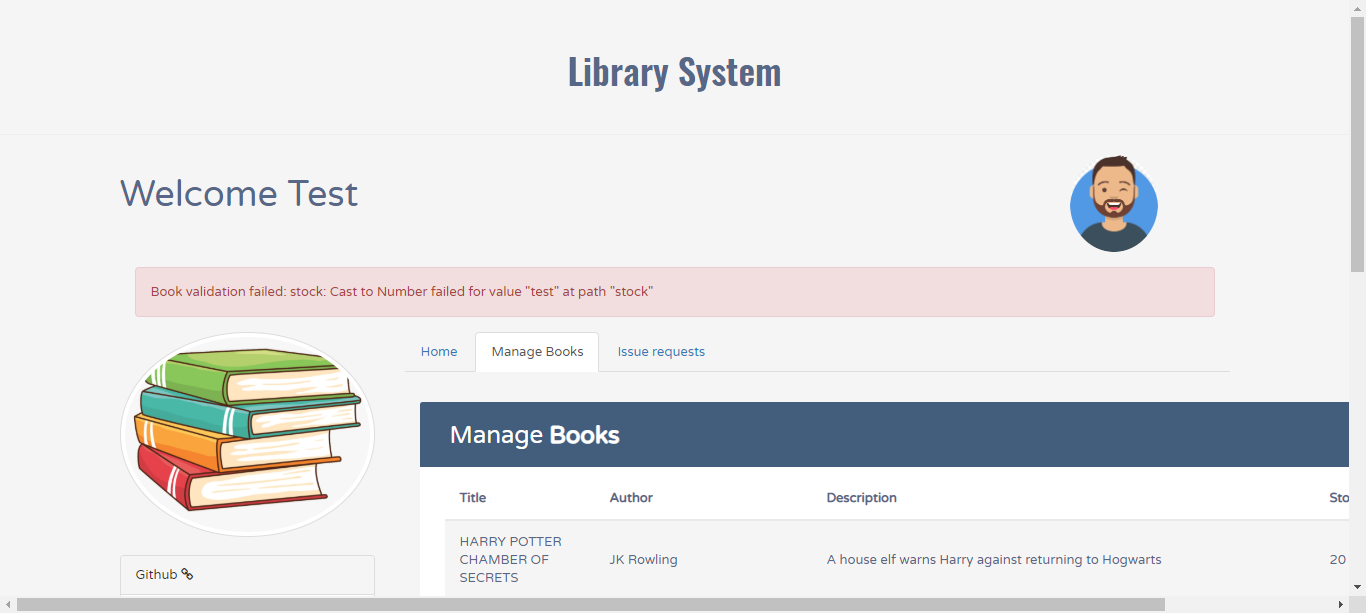 Library System
Welcome Test
Book validation failed: stock: Cast to Number failed for value "test" at path "stock"
Home Manage Books Issue requests
Manage Books
Title Author Description Sto
HARRY POTTER
CHAMBER OF
SECRETS
JK Rowling
A house elf warns Harry against returning to Hogwarts
20
Github